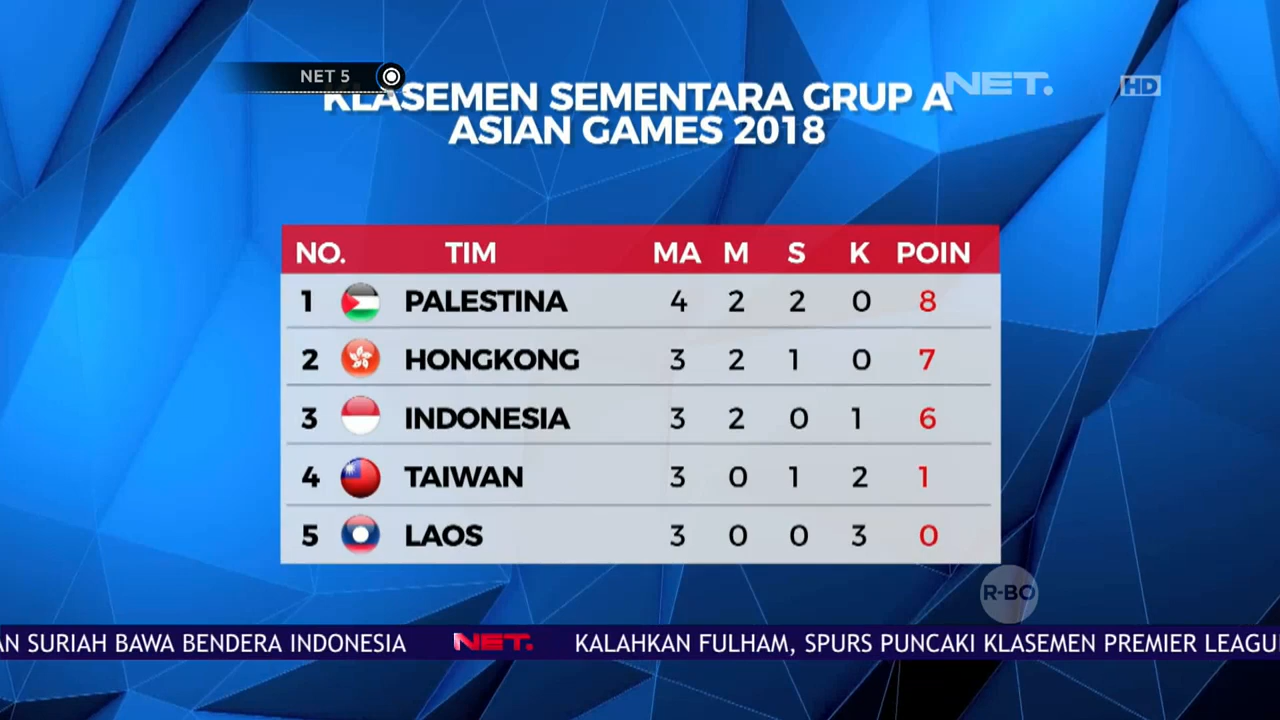 NET 5
NET.
HD
KLASEMEN SEMENTARA GRUP A
ASIAN GAMES 2018
NO. TIM MA M S K POIN
1 PALESTINA 4 2 2 0 8
2 HONGKONG 3 2 1 0 7
3 INDONESIA 3 2 0 1 6
4 TAIWAN 3 0 1 2 1
5 LAOS 3 0 0 3 0
R-BO
AN SURIAH BAWA BENDERA INDONESIA NET. KALAHKAN FULHAM, SPURS PUNCAKI KLASEMEN PREMIER LEAGU